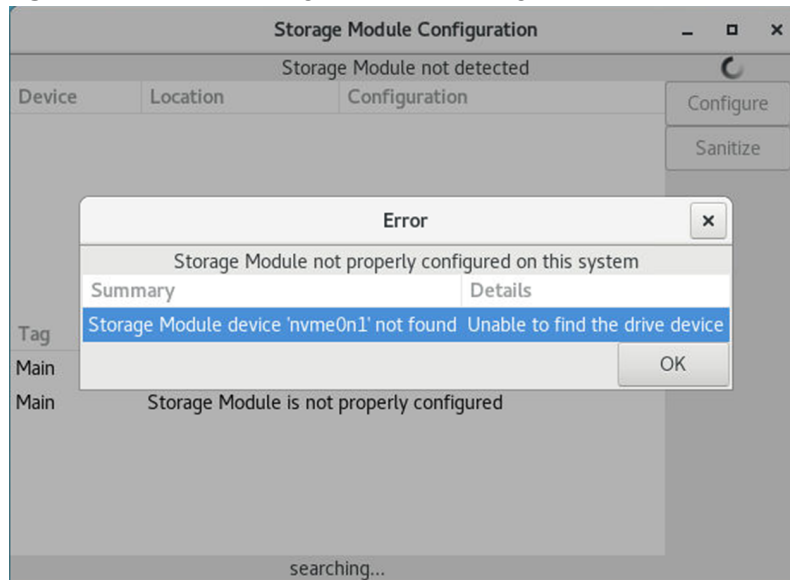 Storage Module Configuration
Storage Module not detected
Device Location Configuration
Configure
Sanitize
Error
Storage Module not properly configured on this system
Summary Details
Storage Module device 'nvme0n1' not found Unable to find the drive device
Tag
OK
Main
Main Storage Module is not properly configured
searching...